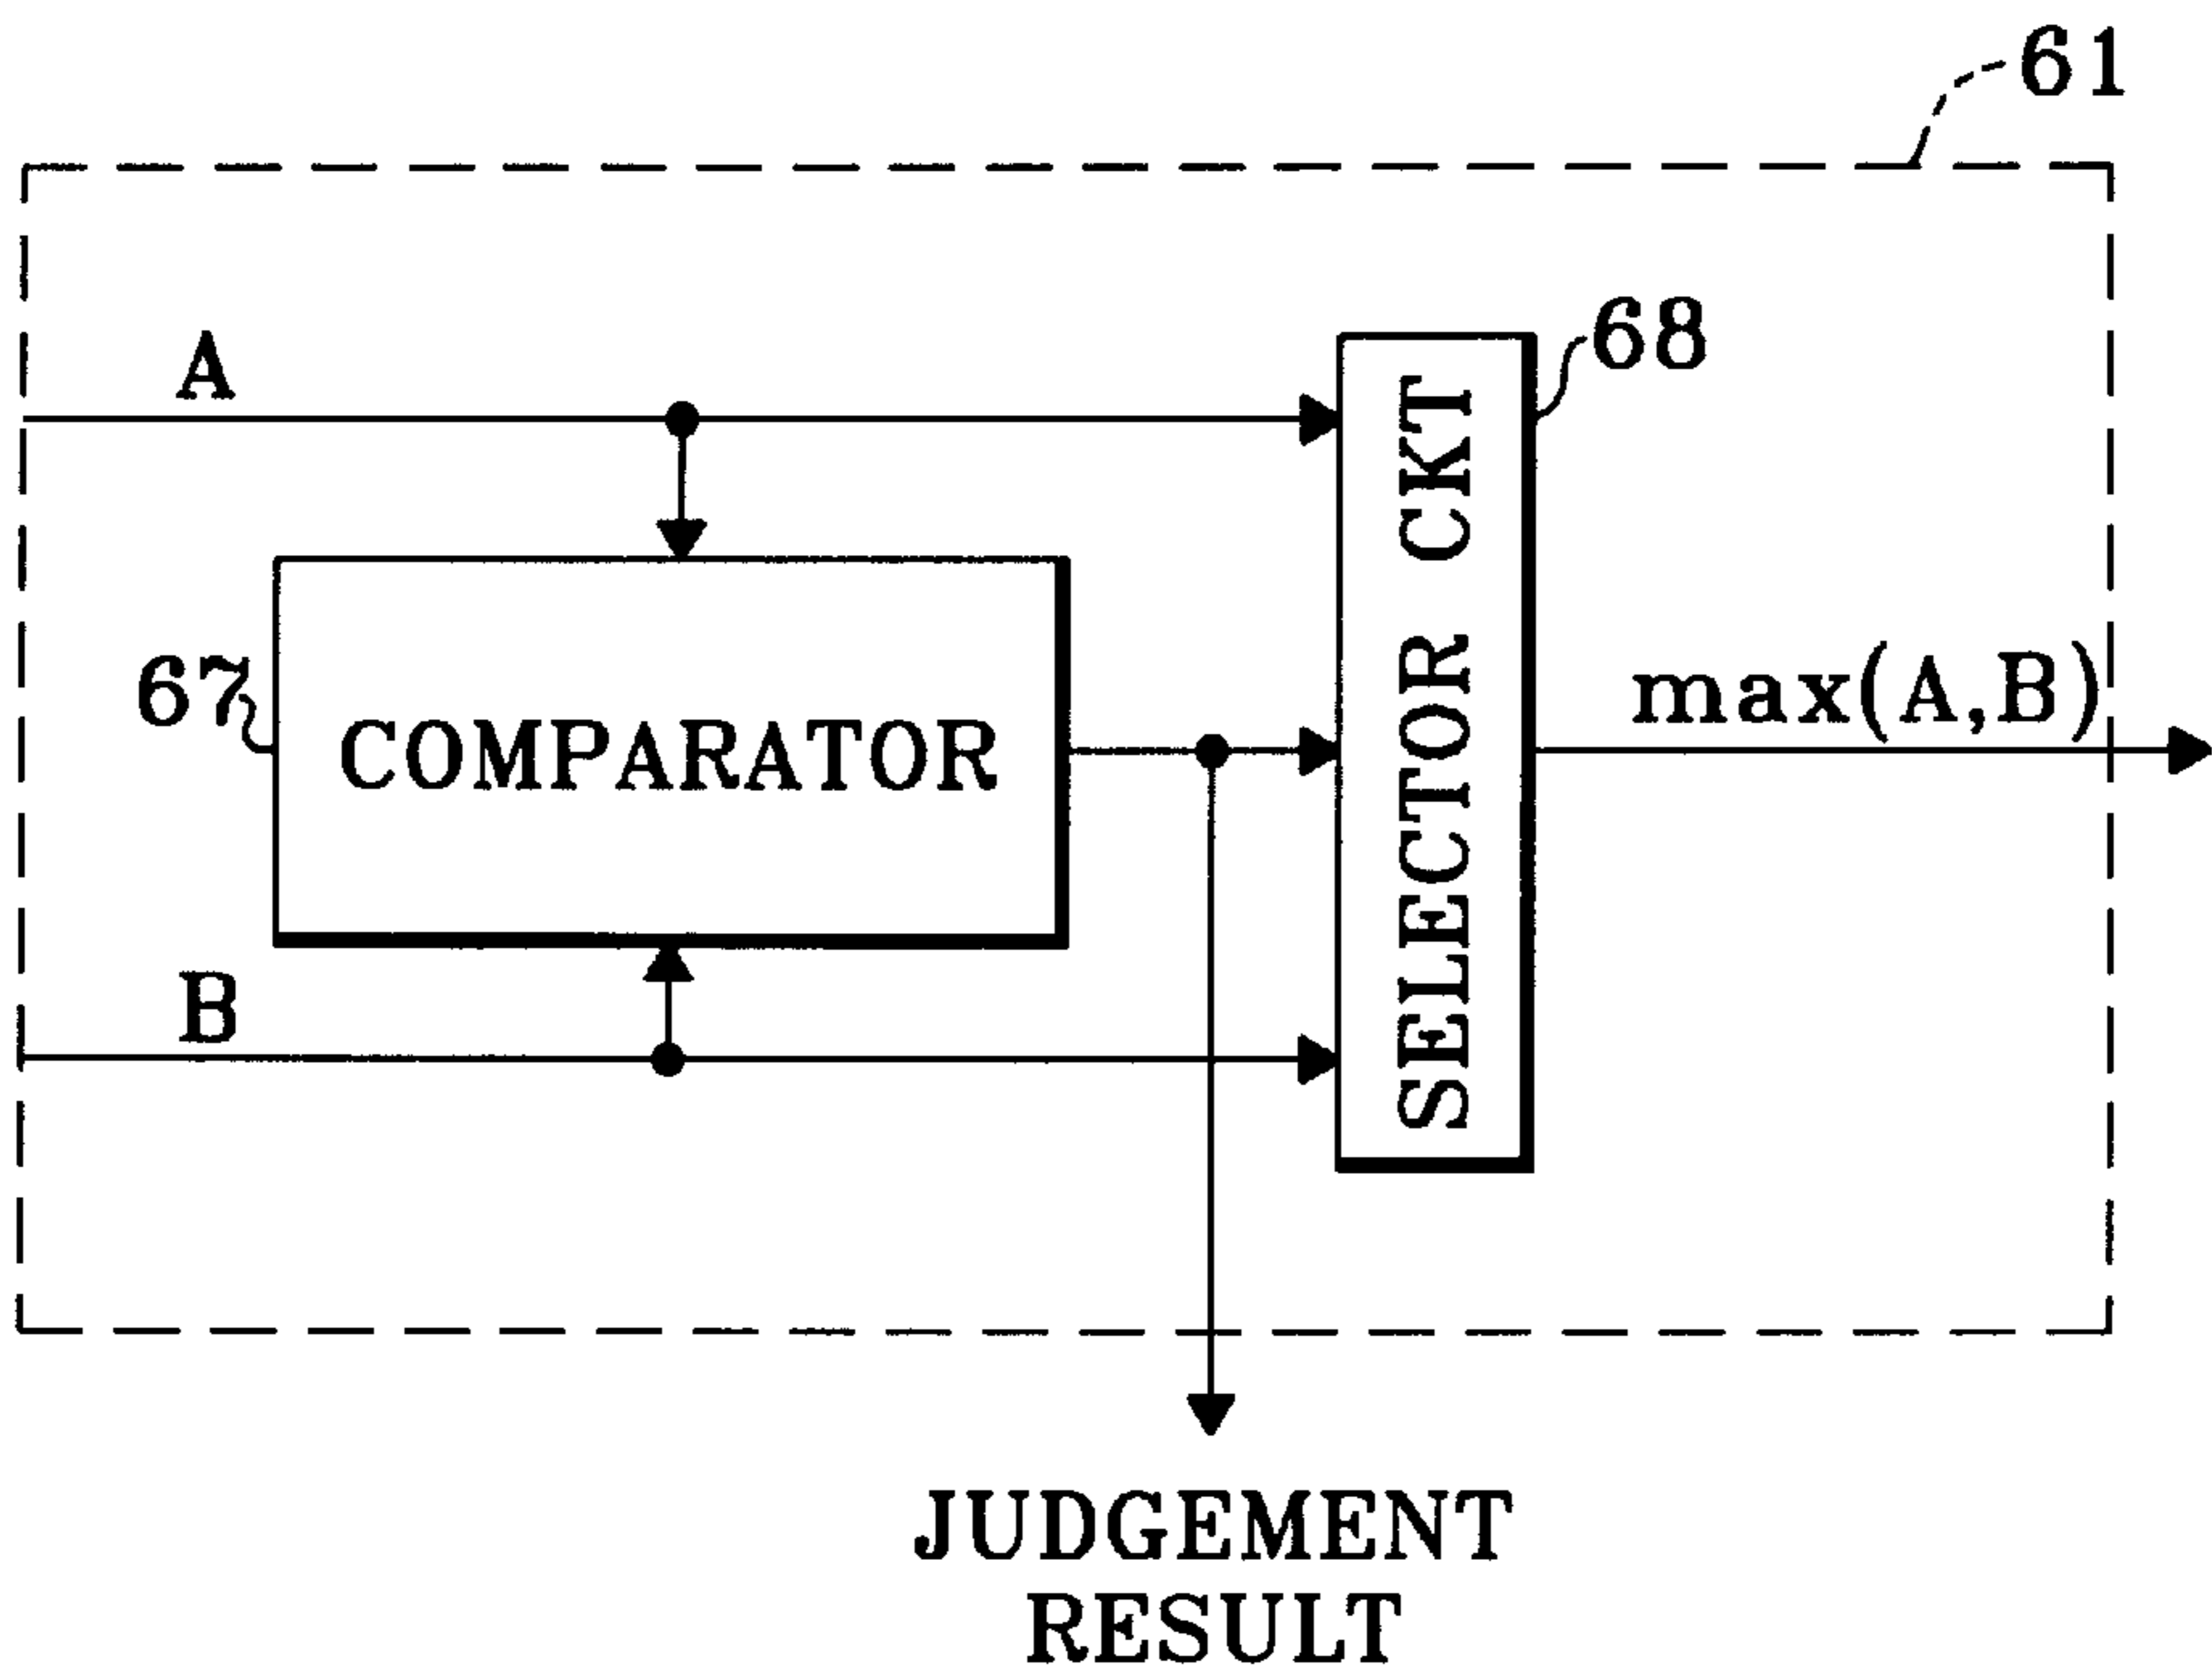 61
A
68
67
COMPARATOR
SELECTOR CKT
max(A,B)
B
JUDGEMENT
RESULT